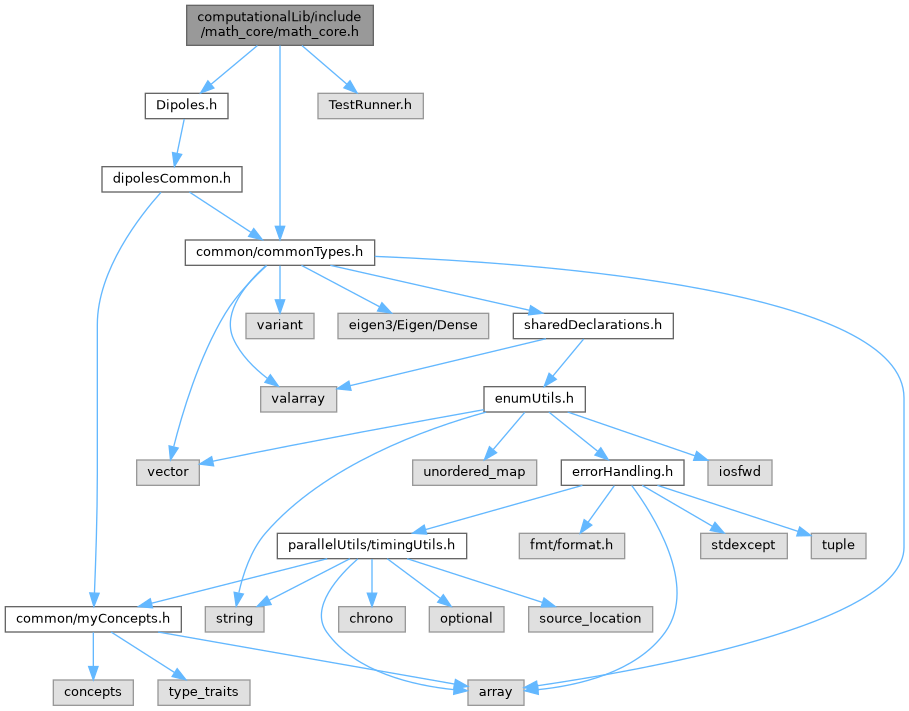 computationalLib/include
/math_core/math_core.h
Dipoles.h
TestRunner.h
dipolesCommon.h
common/commonTypes.h
variant
eigen3/Eigen/Dense
sharedDeclarations.h
valarray
enumUtils.h
vector
unordered_map
errorHandling.h
iosfwd
parallelUtils/timingUtils.h
fmt/format.h
stdexcept
tuple
common/myConcepts.h
string
chrono
optional
source_location
concepts
type_traits
array